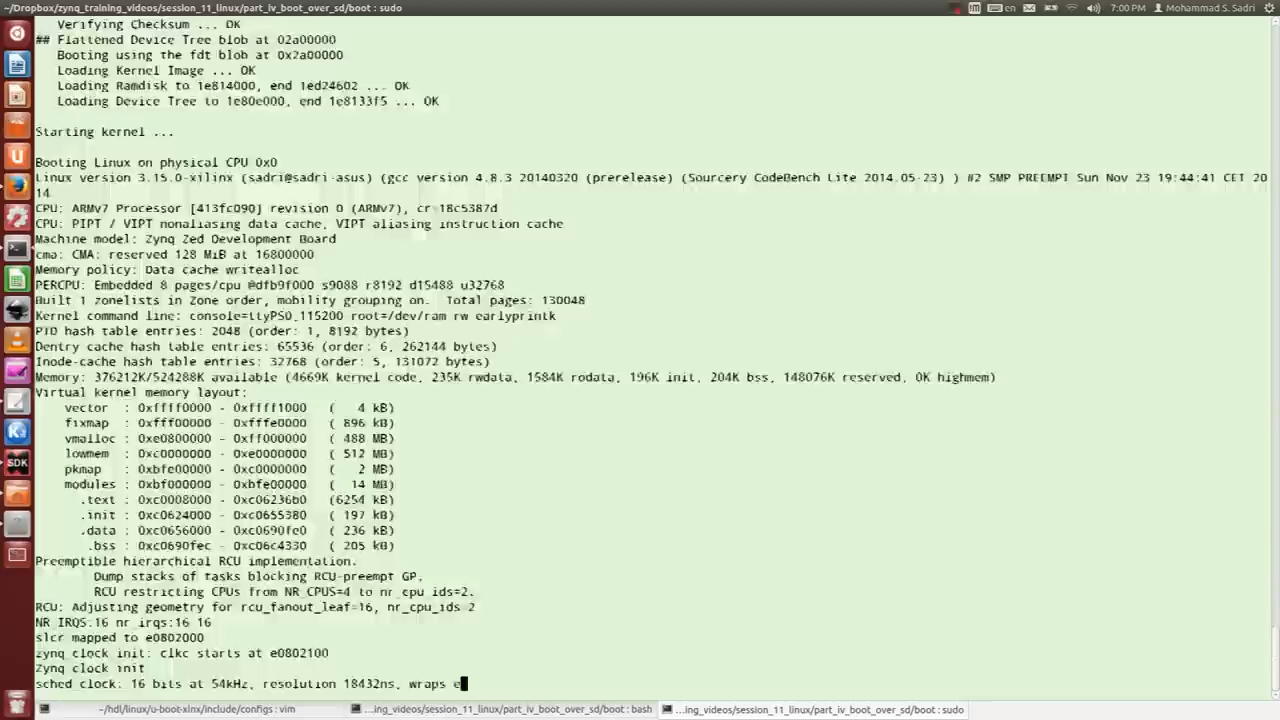 ~/Dropbox/zynq_training_videos/session_11_linux/part_iv_boot_over_sd/boot : sudo
en
7:00 PM
Mohammad S. Sadri
Verifying Checksum ... OK
## Flattened Device Tree blob at 02a00000
Booting using the fdt blob at 0x2a00000
Loading Kernel Image ... OK
Loading Ramdisk to 1e814000, end 1ed24602 ... OK
Loading Device Tree to 1e80e000, end 1e8133f5 ... OK
Starting kernel ...
Booting Linux on physical CPU 0x0
Linux version 3.15.0-xilinx (sadri@sadri-asus) (gcc version 4.8.3 20140320 (prerelease) (Sourcery CodeBench Lite 2014.05-23) ) #2 SMP PREEMPT Sun Nov 23 19:44:41 CET 20
14
CPU: ARMv7 Processor [413fc090] revision 0 (ARMv7), cr=18c5387d
CPU: PIPT / VIPT nonaliasing data cache, VIPT aliasing instruction cache
Machine model: Zynq Zed Development Board
cma: CMA: reserved 128 MiB at 16800000
Memory policy: Data cache writealloc
PERCPU: Embedded 8 pages/cpu @dfb9f000 s9088 r8192 d15488 u32768
Built 1 zonelists in Zone order, mobility grouping on.  Total pages: 130048
Kernel command line: console=ttyPS0,115200 root=/dev/ram rw earlyprintk
PID hash table entries: 2048 (order: 1, 8192 bytes)
Dentry cache hash table entries: 65536 (order: 6, 262144 bytes)
Inode-cache hash table entries: 32768 (order: 5, 131072 bytes)
Memory: 376212K/524288K available (4669K kernel code, 235K rwdata, 1584K rodata, 196K init, 204K bss, 148076K reserved, 0K highmem)
Virtual kernel memory layout:
vector : 0xffff0000 - 0xffff1000 ( 4 kB)
fixmap : 0xfff00000 - 0xfffe0000 ( 896 kB)
vmalloc : 0xe0800000 - 0xff000000 ( 488 MB)
lowmem : 0xc0000000 - 0xe0000000 ( 512 MB)
pkmap : 0xbfe00000 - 0xc0000000 ( 2 MB)
modules : 0xbf000000 - 0xbfe00000 ( 14 MB)
.text : 0xc0008000 - 0xc06236b0 (6254 kB)
.init : 0xc0624000 - 0xc0655380 ( 197 kB)
.data : 0xc0656000 - 0xc0690fe0 ( 236 kB)
.bss : 0xc0690fec - 0xc06c4330 ( 205 kB)
Preemptible hierarchical RCU implementation.
Dump stacks of tasks blocking RCU-preempt GP.
RCU restricting CPUs from NR_CPUS=4 to nr_cpu_ids=2.
RCU: Adjusting geometry for rcu_fanout_leaf=16, nr_cpu_ids=2
NR_IRQS:16 nr_irqs:16 16
slcr mapped to e0802000
zynq_clock_init: clkc starts at e0802100
Zynq clock init
sched_clock: 16 bits at 54kHz, resolution 18432ns, wraps e
~/hdl/linux/u-boot-xlnx/include/configs : vim
...ing_videos/session_11_linux/part_iv_boot_over_sd/boot : bash
...ing_videos/session_11_linux/part_iv_boot_over_sd/boot : sudo
SDK